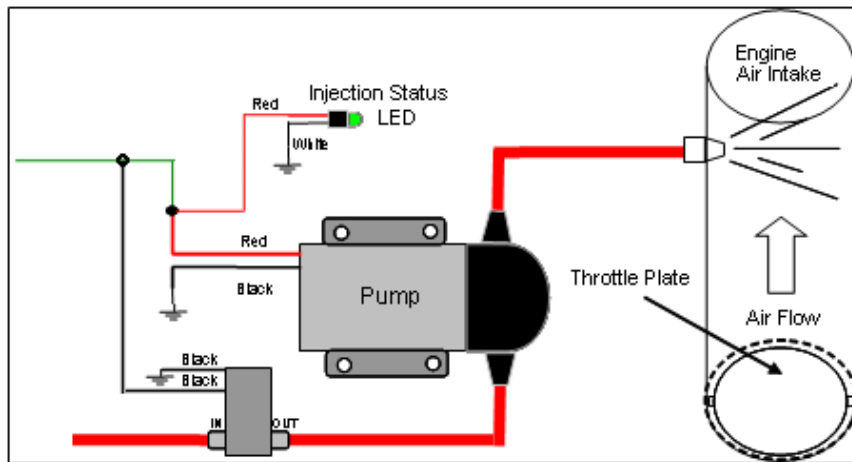 Engine
Air Intake
Injection Status
LED
Red
White
Red
Black
Pump
Throttle Plate
Air Flow
Black
Black
IN
OUT